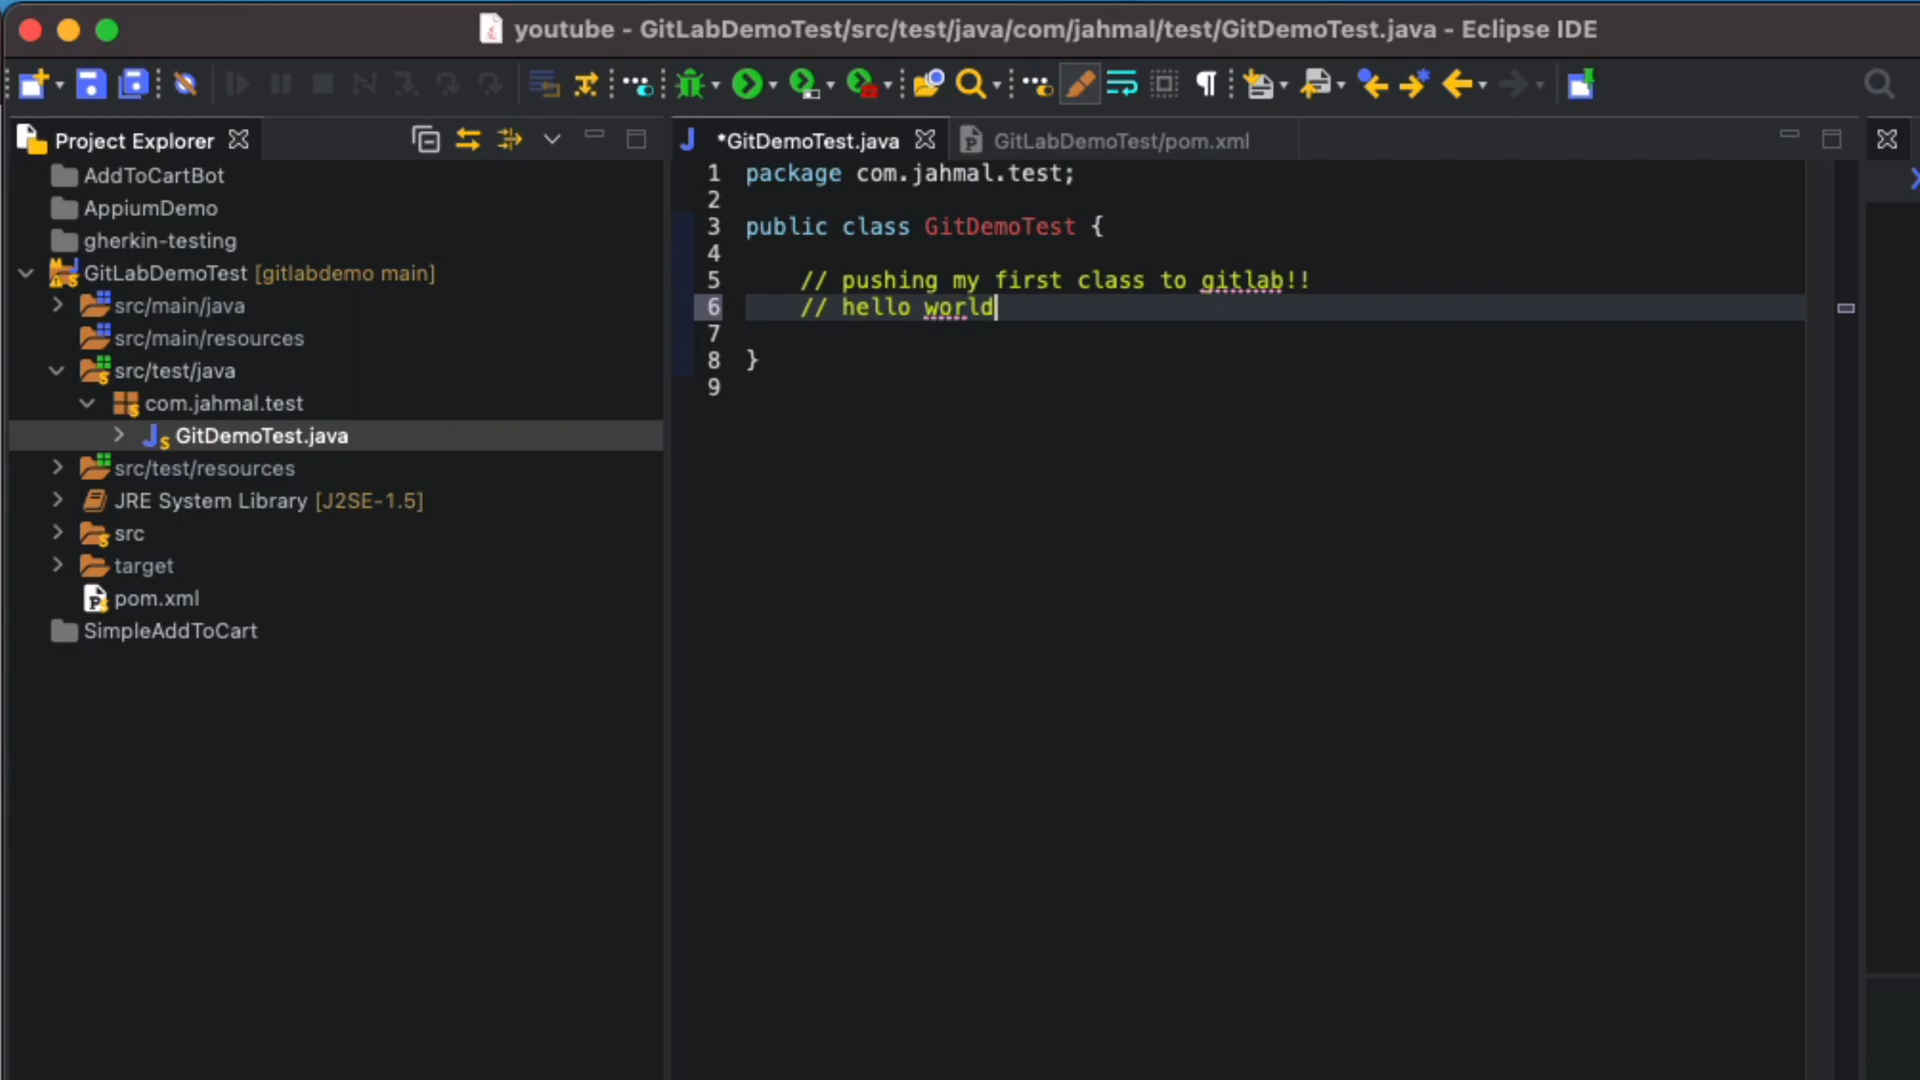 youtube - GitLabDemoTest/src/test/java/com/jahmal/test/GitDemoTest.java - Eclipse IDE
Project Explorer
AddToCartBot
AppiumDemo
gherkin-testing
GitLabDemoTest [gitlabdemo main]
src/main/java
src/main/resources
src/test/java
com.jahmal.test
GitDemoTest.java
src/test/resources
JRE System Library [J2SE-1.5]
src
target
pom.xml
SimpleAddToCart
*GitDemoTest.java
GitLabDemoTest/pom.xml
1 package com.jahmal.test;
2
3 public class GitDemoTest {
4
5 // pushing my first class to gitlab!!
6 // hello world
7
8 }
9